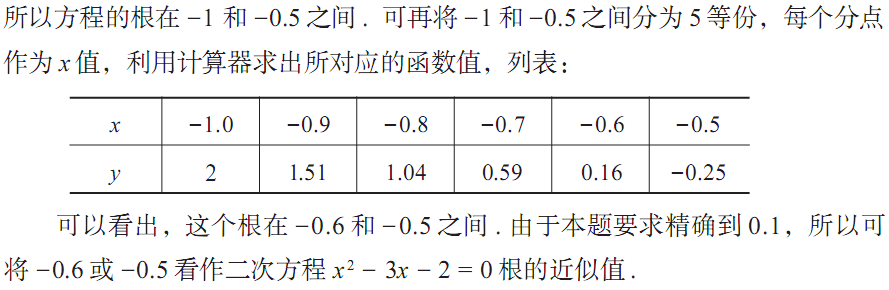 所以方程的根在 −1 和 −0.5 之间. 可再将 −1 和 −0.5 之间分为 5 等份, 每个分点
作为 x 值, 利用计算器求出所对应的函数值, 列表:
x −1.0 −0.9 −0.8 −0.7 −0.6 −0.5
y 2 1.51 1.04 0.59 0.16 −0.25
可以看出, 这个根在 −0.6 和 −0.5 之间. 由于本题要求精确到 0.1, 所以可
将 −0.6 或 −0.5 看作二次方程 x² − 3x − 2 = 0 根的近似值.